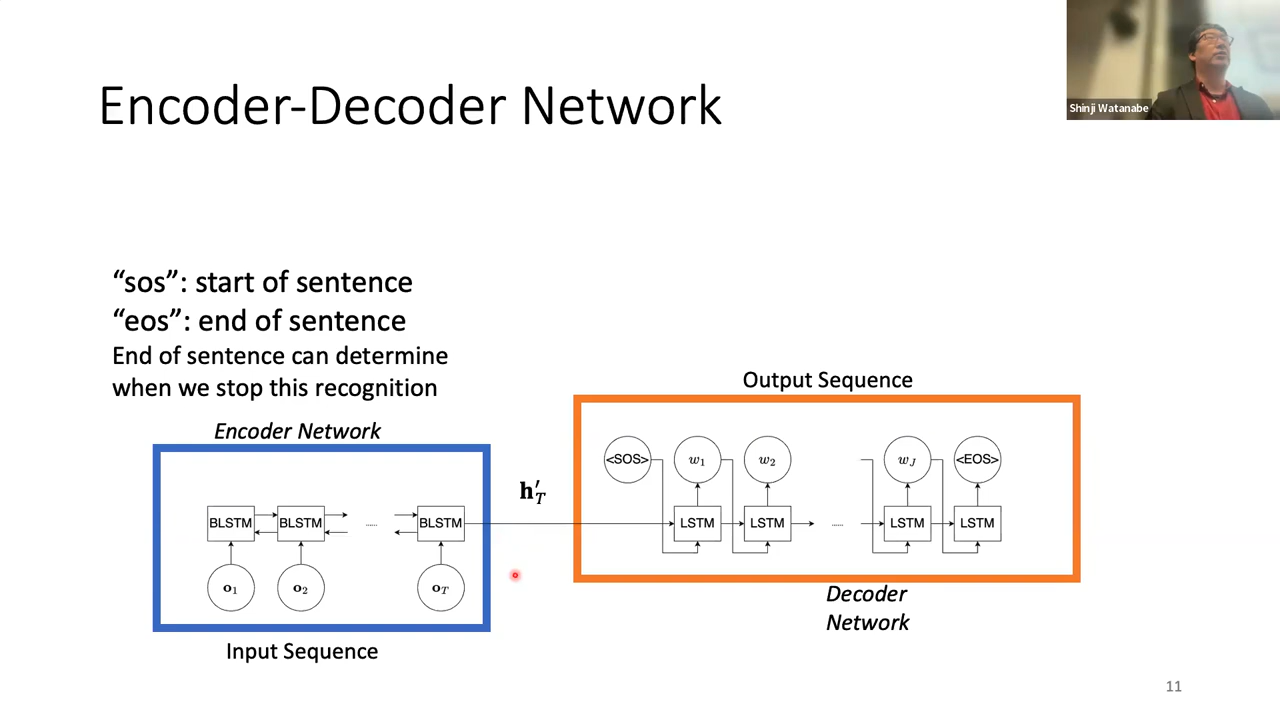 Shinji Watanabe
Encoder-Decoder Network
“sos”: start of sentence
“eos”: end of sentence
End of sentence can determine
when we stop this recognition
Encoder Network
Output Sequence
<SOS> w1 w2 wJ <EOS>
h′T
BLSTM BLSTM ...... BLSTM
LSTM LSTM ...... LSTM LSTM
o1 o2 oT
Decoder
Network
Input Sequence
11